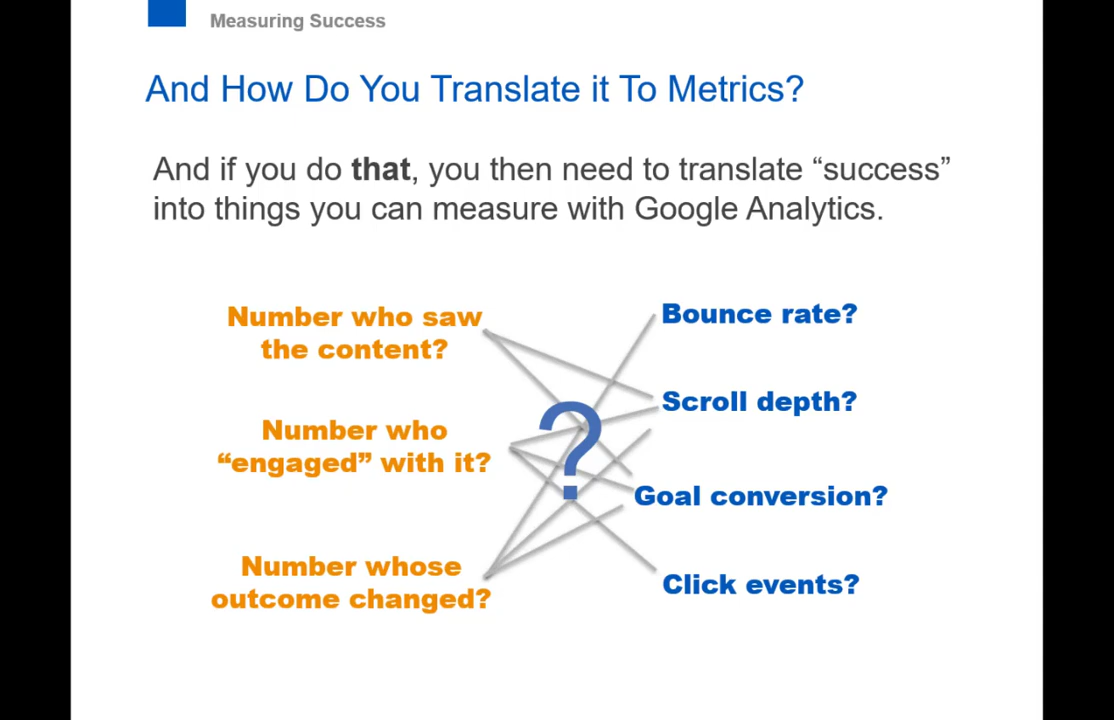 Measuring Success
And How Do You Translate it To Metrics?
And if you do that, you then need to translate “success”
into things you can measure with Google Analytics.
Number who saw
the content?
Number who
“engaged” with it?
Number whose
outcome changed?
?
Bounce rate?
Scroll depth?
Goal conversion?
Click events?